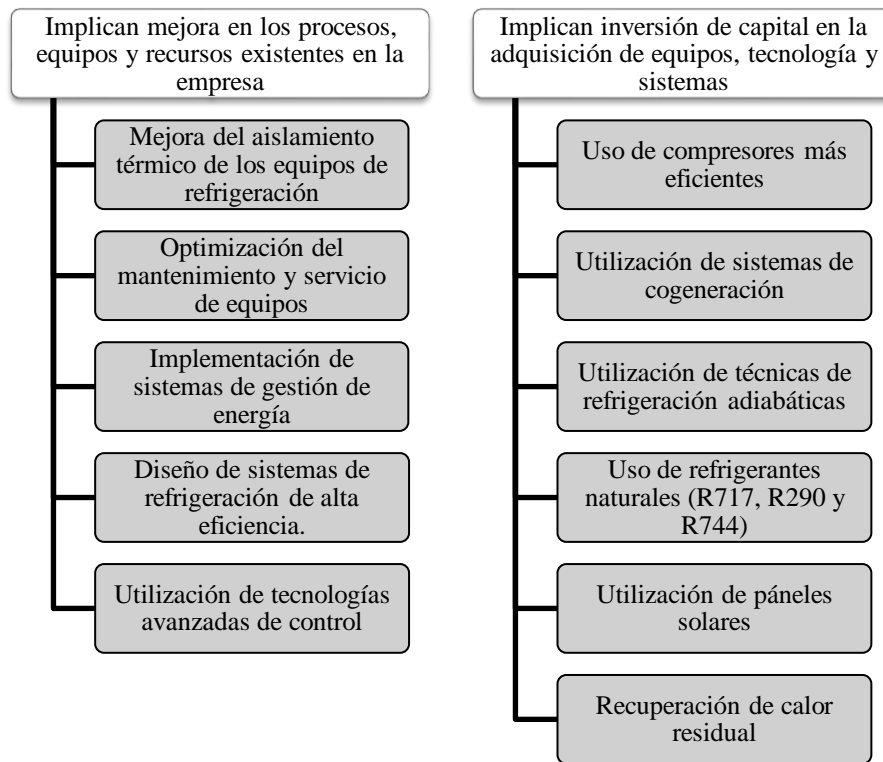 Implican mejora en los procesos,
equipos y recursos existentes en la
empresa
Mejora del aislamiento
térmico de los equipos de
refrigeración
Optimización del
mantenimiento y servicio
de equipos
Implementación de
sistemas de gestión de
energía
Diseño de sistemas de
refrigeración de alta
eficiencia.
Utilización de tecnologías
avanzadas de control
Implican inversión de capital en la
adquisición de equipos, tecnología y
sistemas
Uso de compresores más
eficientes
Utilización de sistemas de
cogeneración
Utilización de técnicas de
refrigeración adiabáticas
Uso de refrigerantes
naturales (R717, R290 y
R744)
Utilización de páneles
solares
Recuperación de calor
residual